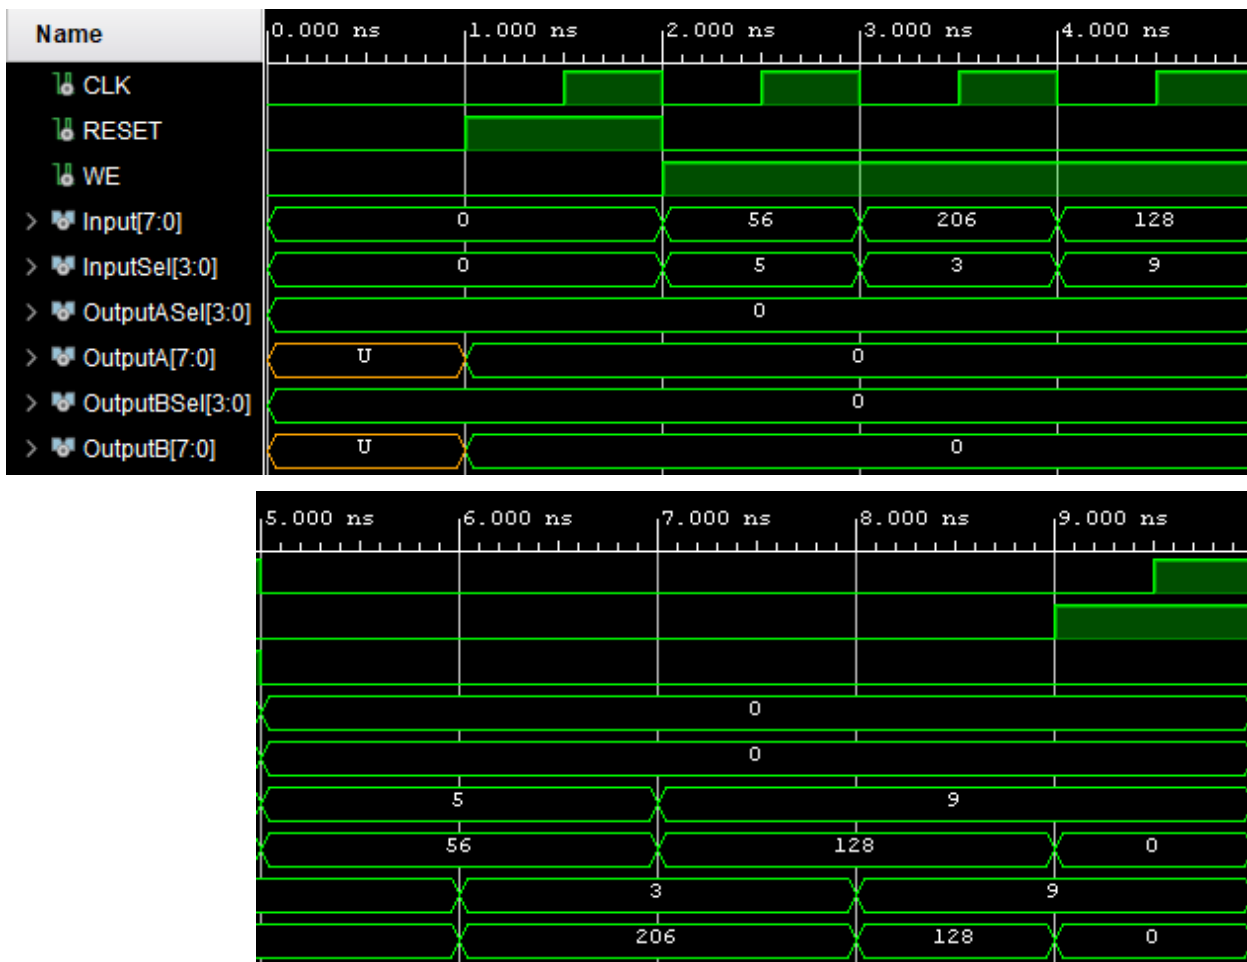 Name 0.000 ns 1.000 ns 2.000 ns 3.000 ns 4.000 ns
CLK
RESET
WE
Input[7:0] 0 56 206 128
InputSel[3:0] 0 5 3 9
OutputASel[3:0] 0
OutputA[7:0] U 0
OutputBSel[3:0] 0
OutputB[7:0] U 0
5.000 ns 6.000 ns 7.000 ns 8.000 ns 9.000 ns
0
0
5 9
56 128 0
3 9
206 128 0